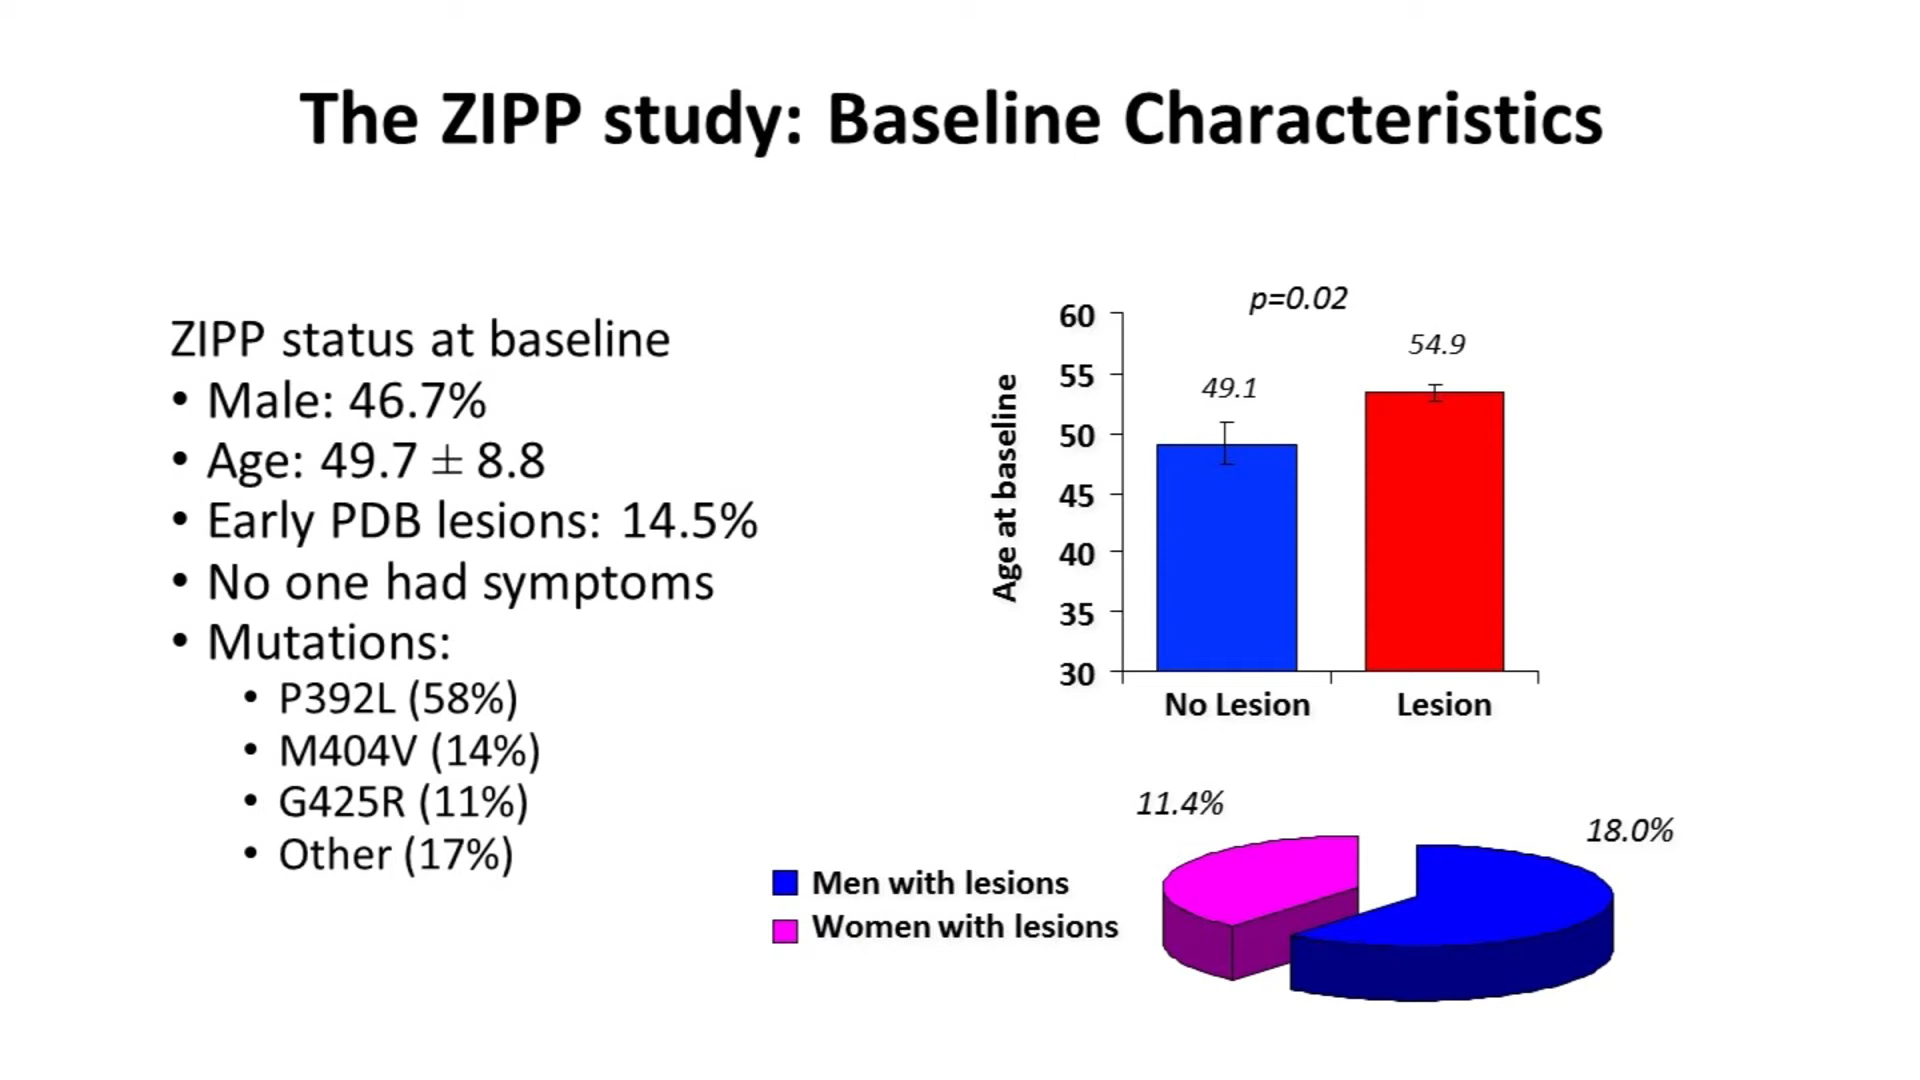 The ZIPP study: Baseline Characteristics
ZIPP status at baseline
• Male: 46.7%
• Age: 49.7 ± 8.8
• Early PDB lesions: 14.5%
• No one had symptoms
• Mutations:
• P392L (58%)
• M404V (14%)
• G425R (11%)
• Other (17%)
p=0.02
Age at baseline
60
55
50
45
40
35
30
49.1
54.9
No Lesion
Lesion
11.4%
18.0%
Men with lesions
Women with lesions